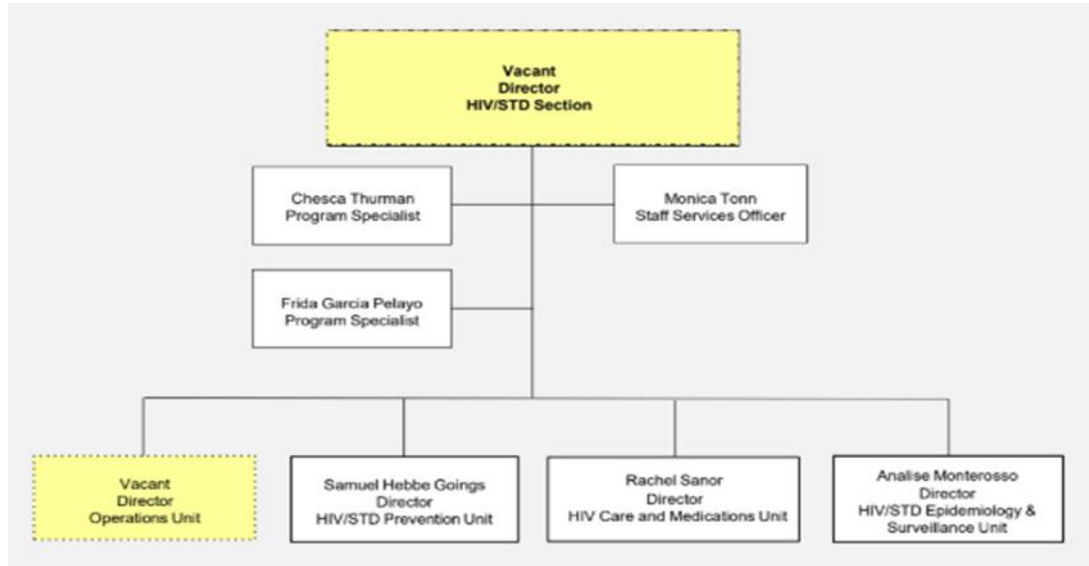 Vacant
Director
HIV/STD Section
Chesca Thurman
Program Specialist
Monica Tonn
Staff Services Officer
Frida Garcia Pelayo
Program Specialist
Vacant
Director
Operations Unit
Samuel Hebbe Goings
Director
HIV/STD Prevention Unit
Rachel Sanor
Director
HIV Care and Medications Unit
Analise Monterosso
Director
HIV/STD Epidemiology &
Surveillance Unit